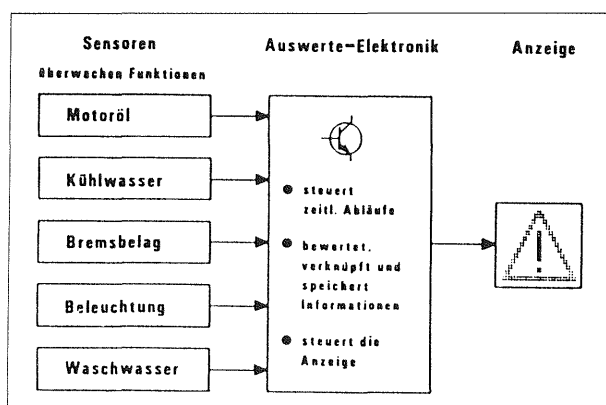 Sensoren
überwachen Funktionen
Motoröl
Kühlwasser
Bremsbelag
Beleuchtung
Waschwasser
Auswerte-Elektronik
● steuert
zeitl. Abläufe
● bewertet,
verknüpft und
speichert
Informationen
● steuert die
Anzeige
Anzeige
!